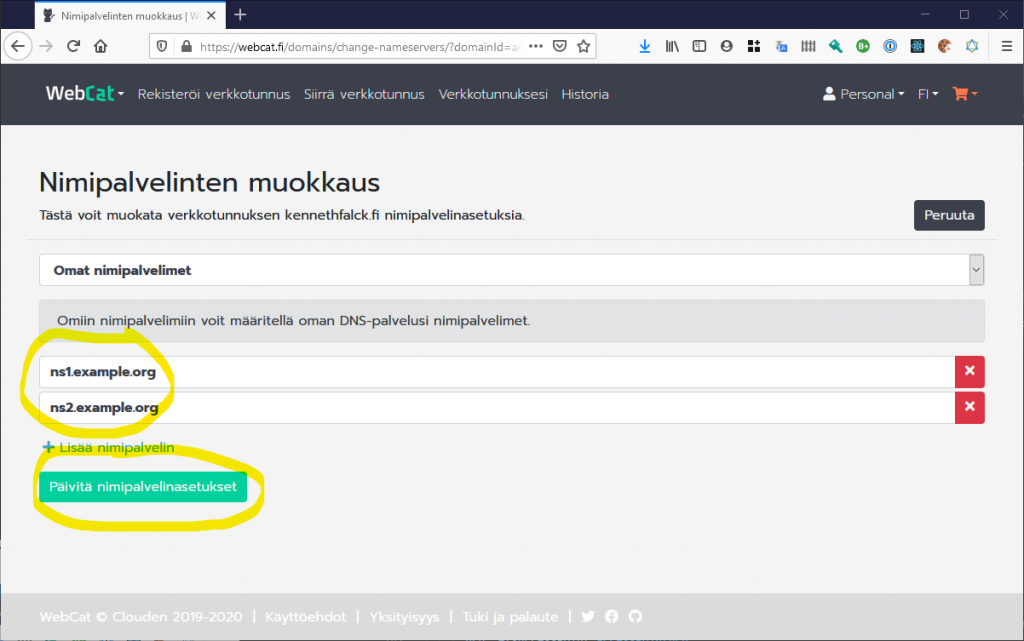 Nimipalvelinten muokkaus | W
https://webcat.fi/domains/change-nameservers/?domainId=a
WebCat Rekisteröi verkkotunnus Siirrä verkkotunnus Verkkotunnuksesi Historia Personal FI
Nimipalvelinten muokkaus
Tästä voit muokata verkkotunnuksen kennethfalck.fi nimipalvelinasetuksia.
Peruuta
Omat nimipalvelimet
Omiin nimipalvelimiin voit määritellä oman DNS-palvelusi nimipalvelimet.
ns1.example.org
ns2.example.org
Lisää nimipalvelin
Päivitä nimipalvelinasetukset
WebCat © Clouden 2019-2020 | Käyttöehdot | Yksityisyys | Tuki ja palaute |